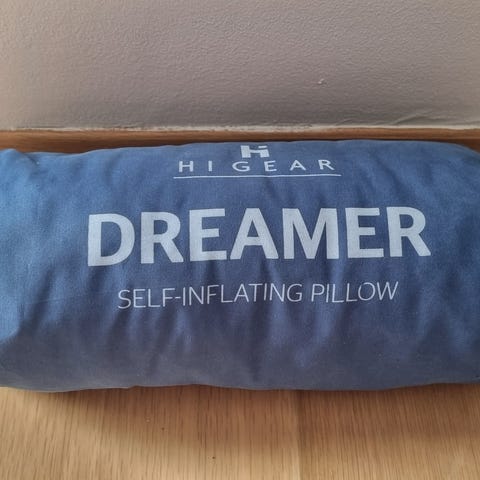 HI GEAR
DREAMER
SELF-INFLATING PILLOW